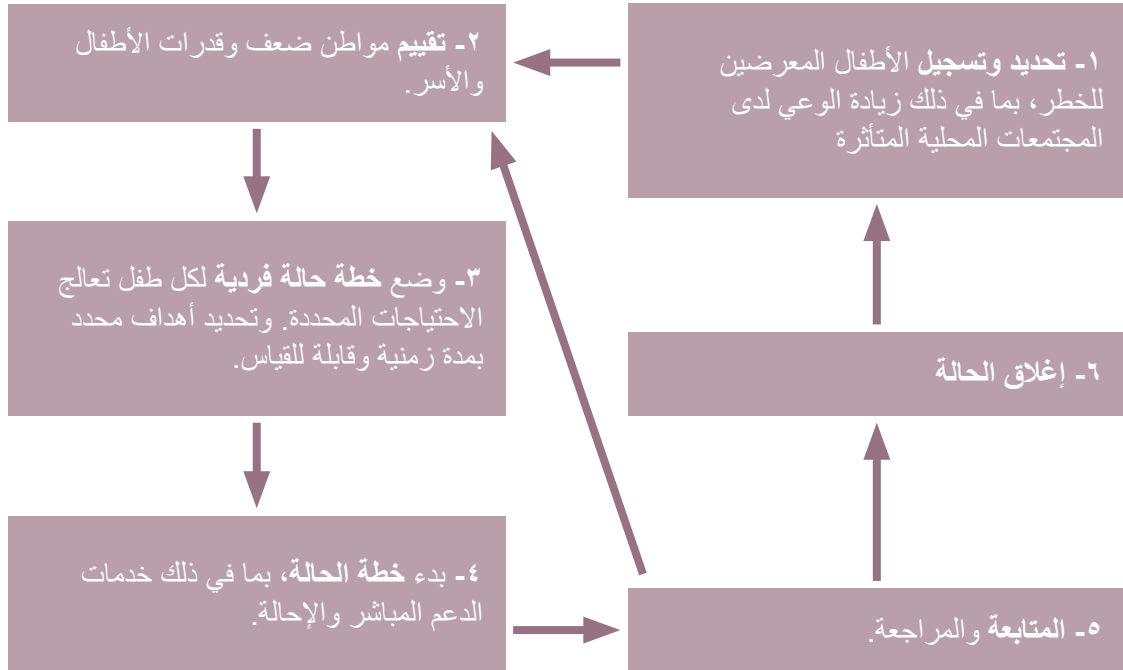 ١- تحديد وتسجيل الأطفال المعرضين
للخطر، بما في ذلك زيادة الوعي لدى
المجتمعات المحلية المتأثرة
٢- تقييم مواطن ضعف وقدرات الأطفال
والأسر.
٣- وضع خطة حالة فردية لكل طفل تعالج
الاحتياجات المحددة. وتحديد أهداف محدد
بمدة زمنية وقابلة للقياس.
٤- بدء خطة الحالة، بما في ذلك خدمات
الدعم المباشر والإحالة.
٥- المتابعة والمراجعة.
٦- إغلاق الحالة